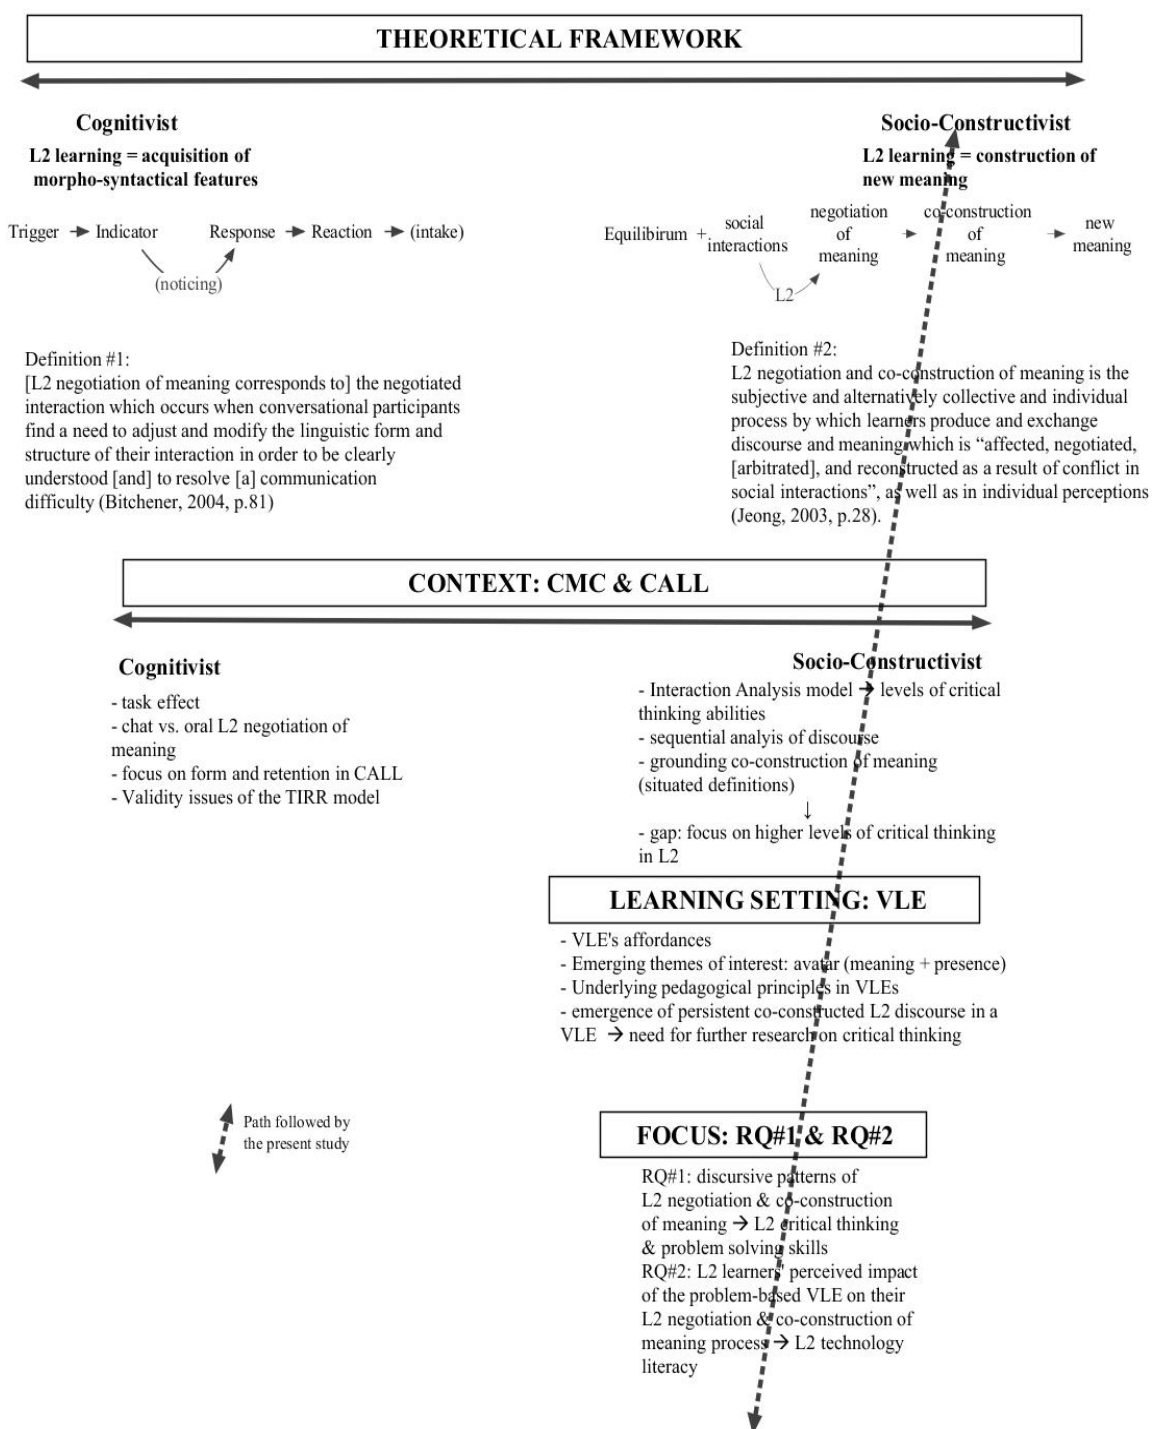 THEORETICAL FRAMEWORK
Cognitivist
L2 learning = acquisition of
morpho-syntactical features
Trigger → Indicator Response → Reaction → (intake)
(noticing)
Definition #1:
[L2 negotiation of meaning corresponds to] the negotiated
interaction which occurs when conversational participants
find a need to adjust and modify the linguistic form and
structure of their interaction in order to be clearly
understood [and] to resolve [a] communication
difficulty (Bitchener, 2004, p.81)
Socio-Constructivist
L2 learning = construction of
new meaning
Equilibirum + social
interactions
negotiation
of
meaning
→
co-construction
of
meaning
→
new
meaning
L2
Definition #2:
L2 negotiation and co-construction of meaning is the
subjective and alternatively collective and individual
process by which learners produce and exchange
discourse and meaning which is “affected, negotiated,
[arbitrated], and reconstructed as a result of conflict in
social interactions”, as well as in individual perceptions
(Jeong, 2003, p.28).
CONTEXT: CMC & CALL
Cognitivist
- task effect
- chat vs. oral L2 negotiation of
meaning
- focus on form and retention in CALL
- Validity issues of the TIRR model
Socio-Constructivist
- Interaction Analysis model → levels of critical
thinking abilities
- sequential analyis of discourse
- grounding co-construction of meaning
(situated definitions)
↓
- gap: focus on higher levels of critical thinking
in L2
LEARNING SETTING: VLE
- VLE's affordances
- Emerging themes of interest: avatar (meaning + presence)
- Underlying pedagogical principles in VLEs
- emergence of persistent co-constructed L2 discourse in a
VLE → need for further research on critical thinking
Path followed by
the present study
FOCUS: RQ#1 & RQ#2
RQ#1: discursive patterns of
L2 negotiation & co-construction
of meaning → L2 critical thinking
& problem solving skills
RQ#2: L2 learners' perceived impact
of the problem-based VLE on their
L2 negotiation & co-construction of
meaning process → L2 technology
literacy